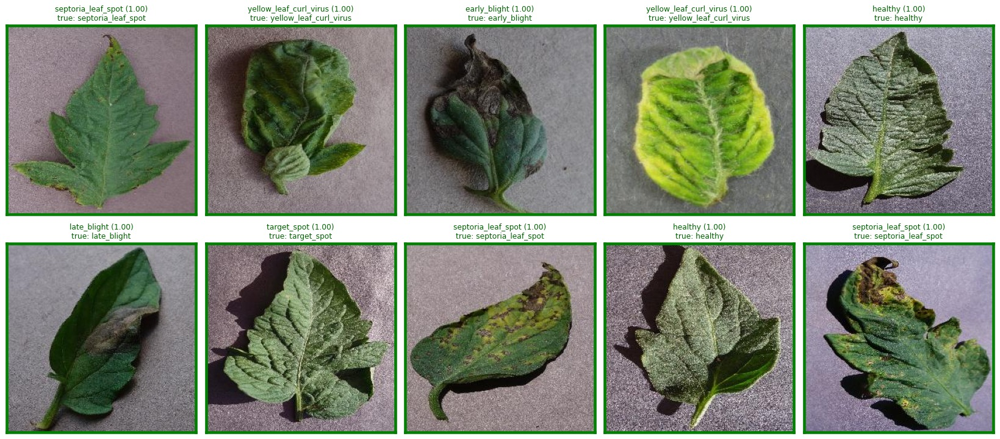 septoria_leaf_spot (1.00)
true: septoria_leaf_spot
yellow_leaf_curl_virus (1.00)
true: yellow_leaf_curl_virus
early_blight (1.00)
true: early_blight
yellow_leaf_curl_virus (1.00)
true: yellow_leaf_curl_virus
healthy (1.00)
true: healthy
late_blight (1.00)
true: late_blight
target_spot (1.00)
true: target_spot
septoria_leaf_spot (1.00)
true: septoria_leaf_spot
healthy (1.00)
true: healthy
septoria_leaf_spot (1.00)
true: septoria_leaf_spot